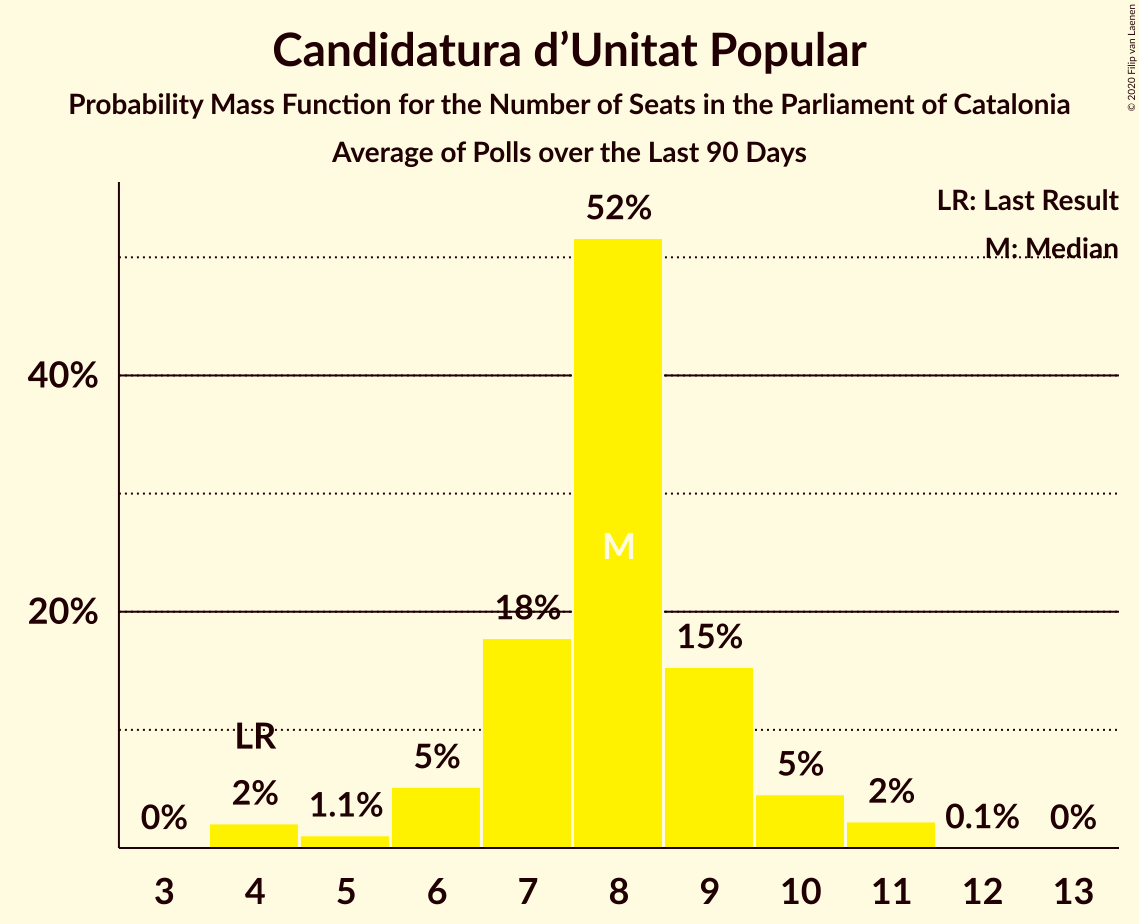 Candidatura d’Unitat Popular
Probability Mass Function for the Number of Seats in the Parliament of Catalonia
Average of Polls over the Last 90 Days
© 2020 Filip van Laenen
LR: Last Result
M: Median
52%
40%
M
20%
18%
15%
LR
5%
5%
2%
2%
1.1%
0%
0.1%
0%
3 4 5 6 7 8 9 10 11 12 13